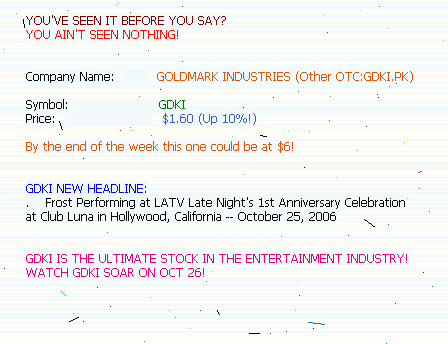 YOU'VE SEEN IT BEFORE YOU SAY?
YOU AIN'T SEEN NOTHING!
Company Name: GOLDMARK INDUSTRIES (Other OTC:GDKI.PK)
Symbol: GDKI
Price: $1.60 (Up 10%!)
By the end of the week this one could be at $6!
GDKI NEW HEADLINE:
. Frost Performing at LATV Late Night's 1st Anniversary Celebration
at Club Luna in Hollywood, California -- October 25, 2006
GDKI IS THE ULTIMATE STOCK IN THE ENTERTAINMENT INDUSTRY!
WATCH GDKI SOAR ON OCT 26!